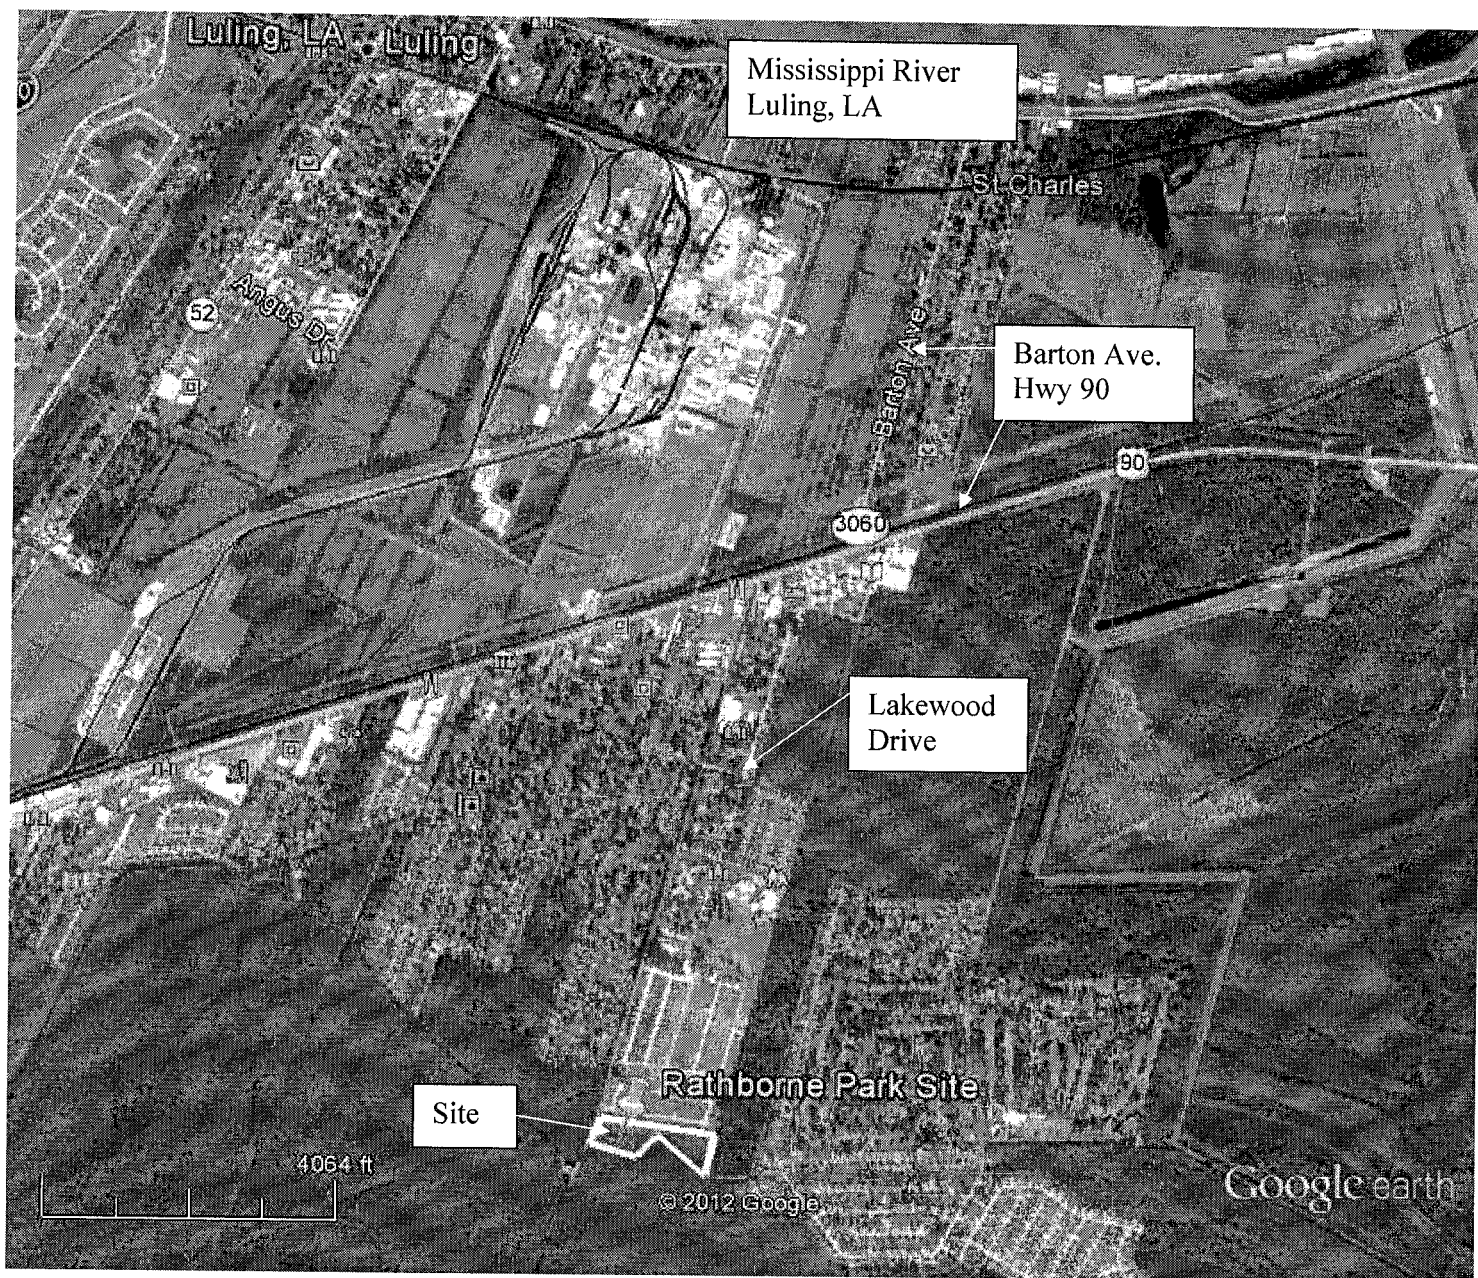 Luling, LA
Luling
Mississippi River
Luling, LA
St Charles
52
Angus D
Barton Ave
Barton Ave.
Hwy 90
90
3060
Lakewood
Drive
Rathborne Park Site
Site
4064 ft
© 2012 Google
Google earth